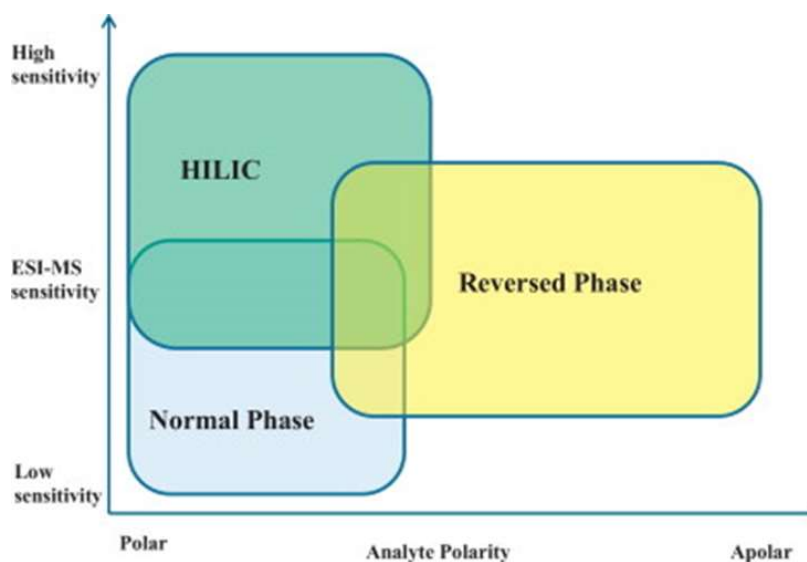 High
sensitivity
HILIC
ESI-MS
sensitivity
Reversed Phase
Normal Phase
Low
sensitivity
Polar
Analyte Polarity
Apolar